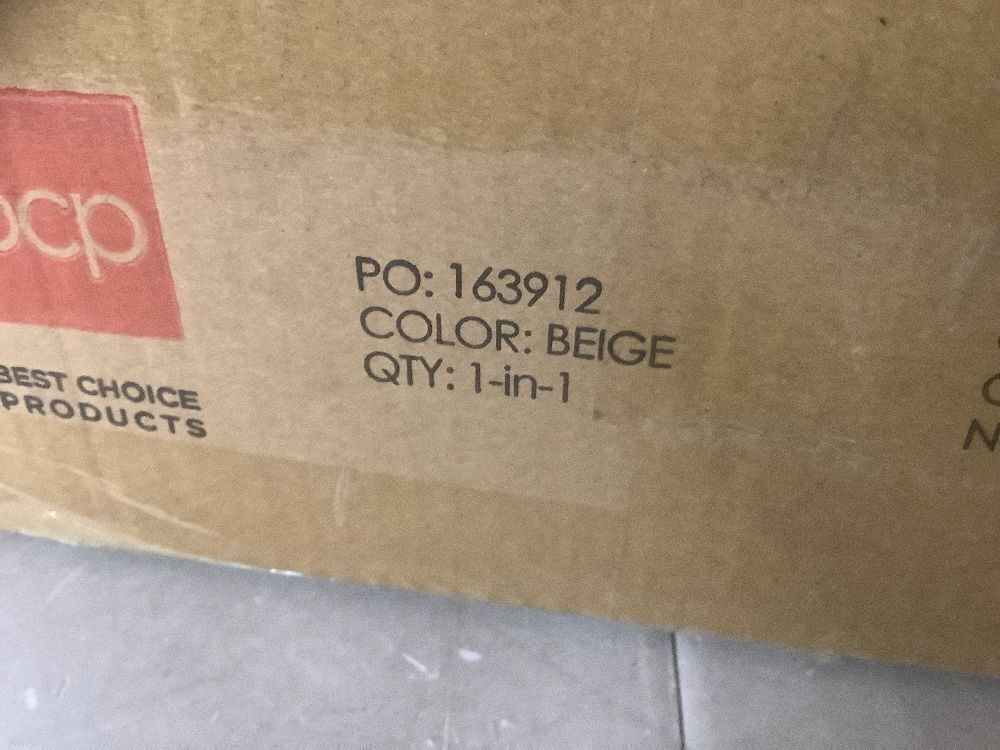 bcp
BEST CHOICE
PRODUCTS
PO: 163912
COLOR: BEIGE
QTY: 1-in-1